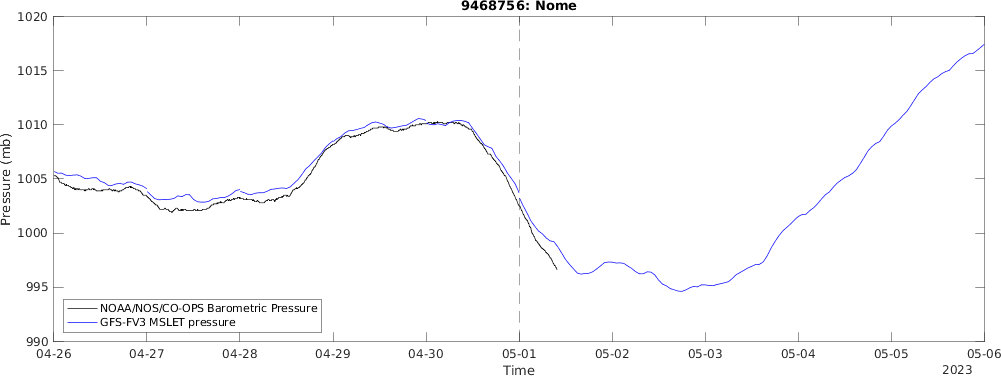 9468756: Nome
1020
1015
1010
1005
1000
995
990
Pressure (mb)
NOAA/NOS/CO-OPS Barometric Pressure
GFS-FV3 MSLET pressure
04-26 04-27 04-28 04-29 04-30 05-01 05-02 05-03 05-04 05-05 05-06
Time
2023